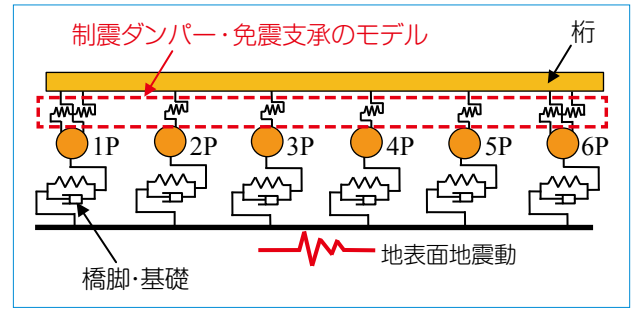 制震ダンパー・免震支承のモデル
桁
1P
2P
3P
4P
5P
6P
地表面地震動
橋脚・基礎